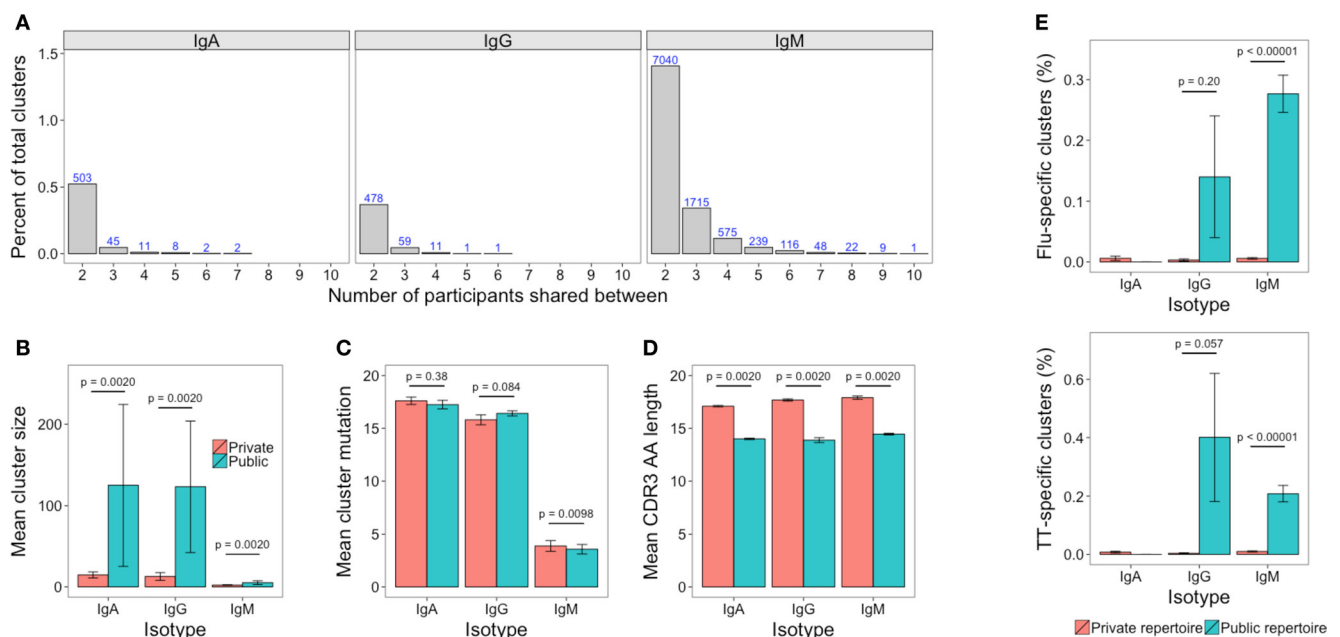 A
IgA
IgG
IgM
Percent of total clusters
1.5
1.0
0.5
0.0
503
45
11
8
2
2
478
59
11
1
1
7040
1715
575
239
116
48
22
9
1
2 3 4 5 6 7 8 9 10
2 3 4 5 6 7 8 9 10
2 3 4 5 6 7 8 9 10
Number of participants shared between
B
Mean cluster size
200
100
0
p = 0.0020
p = 0.0020
p = 0.0020
Private
Public
IgA IgG IgM
Isotype
C
Mean cluster mutation
20
15
10
5
0
p = 0.38
p = 0.084
p = 0.0098
IgA IgG IgM
Isotype
D
Mean CDR3 AA length
20
15
10
5
0
p = 0.0020
p = 0.0020
p = 0.0020
IgA IgG IgM
Isotype
E
Flu-specific clusters (%)
0.3
0.2
0.1
0.0
p = 0.20
p < 0.00001
IgA IgG IgM
Isotype
TT-specific clusters (%)
0.6
0.4
0.2
0.0
p = 0.057
p < 0.00001
IgA IgG IgM
Isotype
Private repertoire
Public repertoire